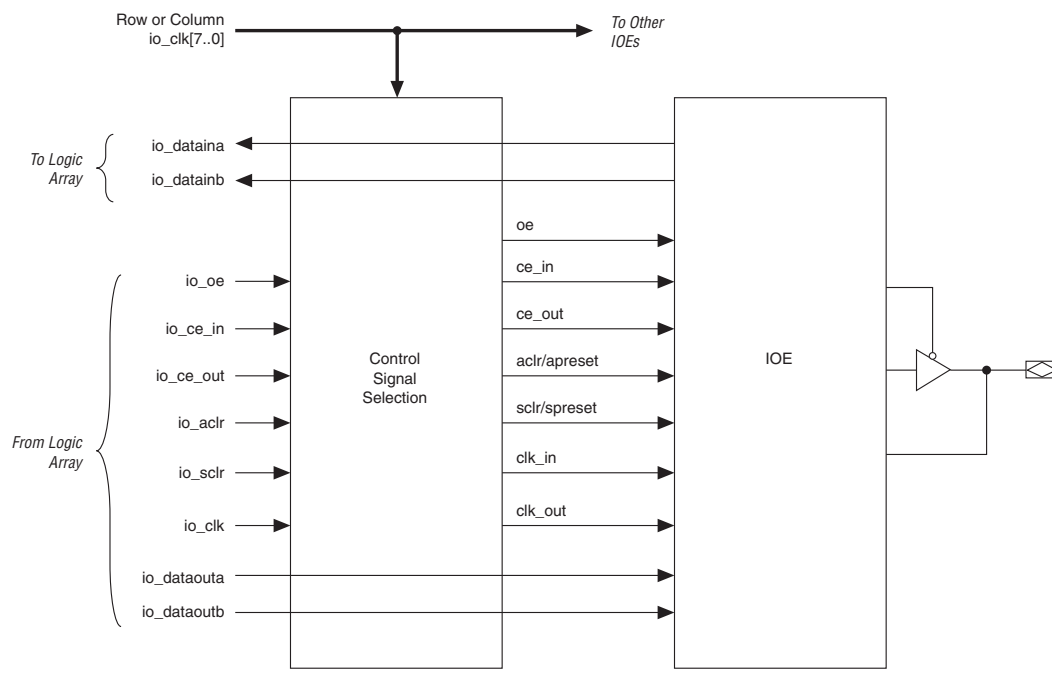 Row or Column
io_clk[7..0]
To Other
IOEs
To Logic
Array
io_dataina
io_datainb
From Logic
Array
io_oe
io_ce_in
io_ce_out
io_aclr
io_sclr
io_clk
io_dataouta
io_dataoutb
Control
Signal
Selection
oe
ce_in
ce_out
aclr/apreset
sclr/spreset
clk_in
clk_out
IOE